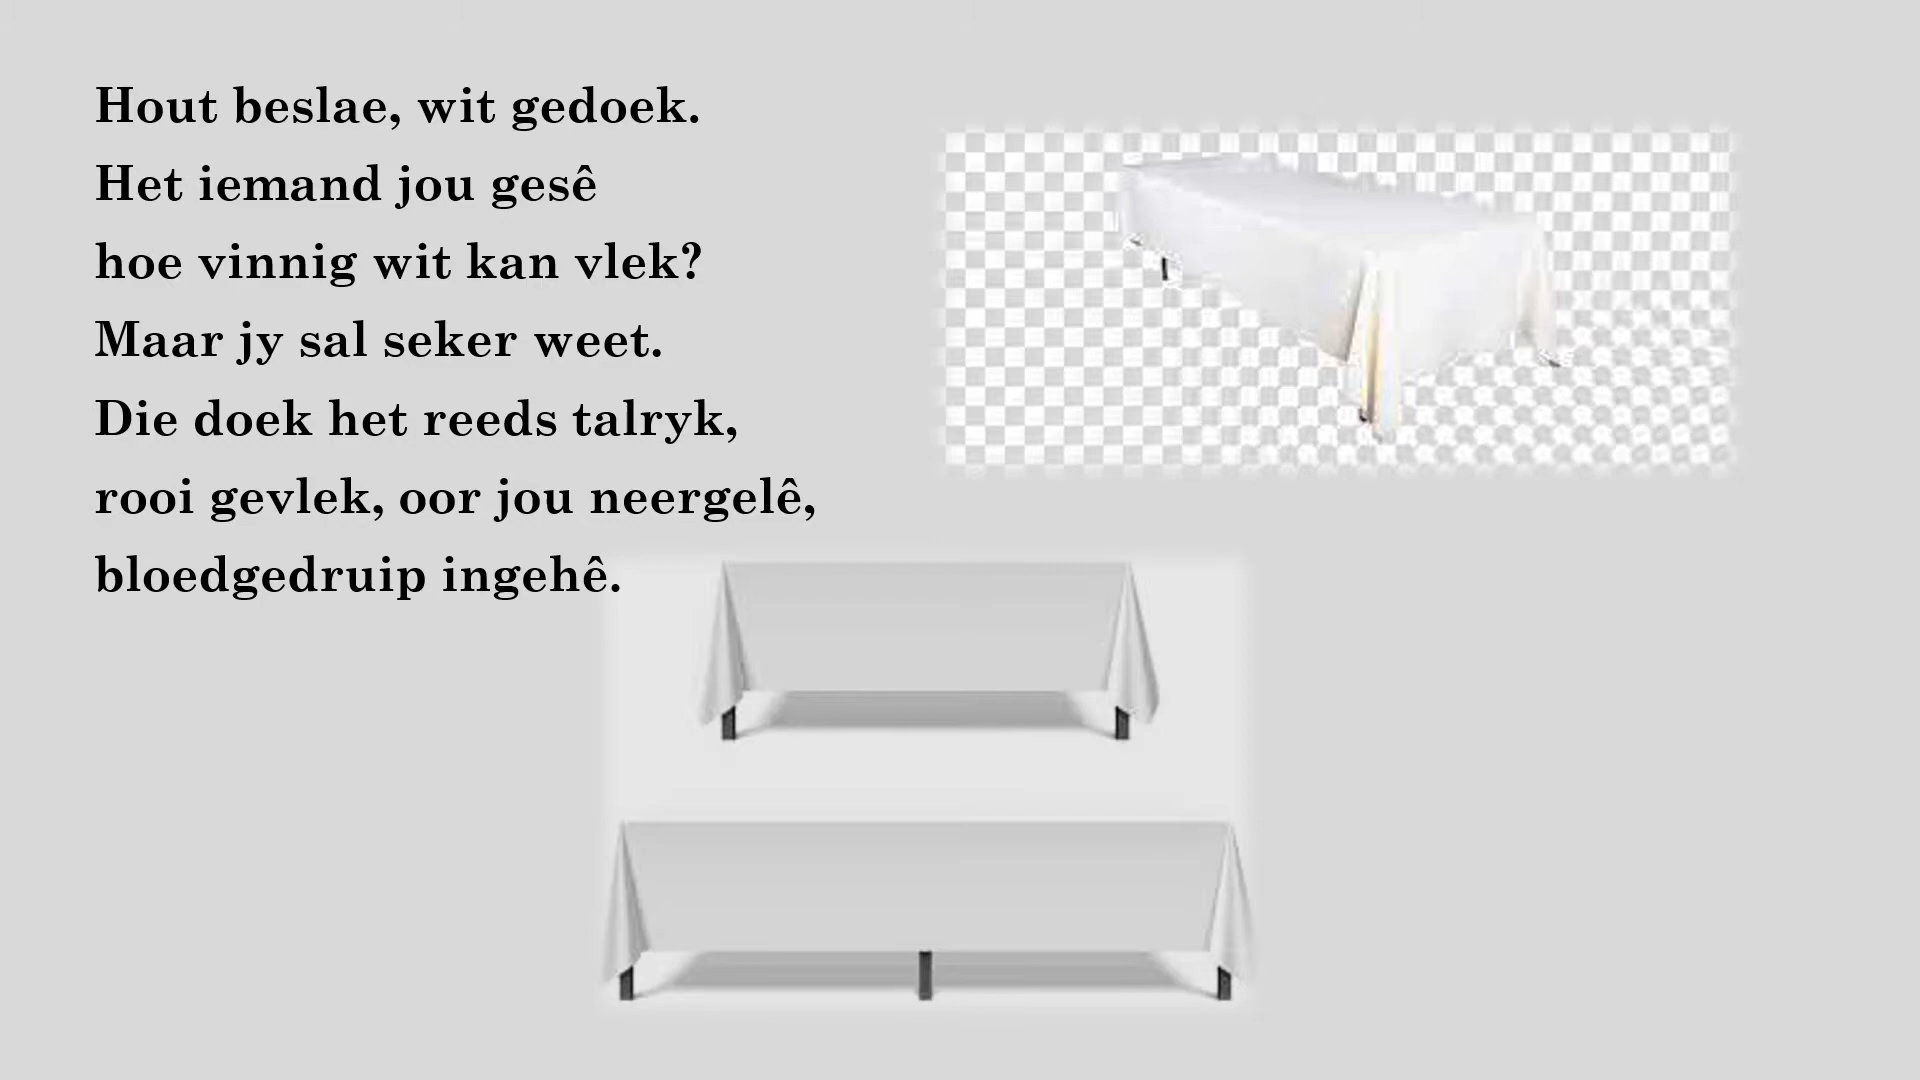 Hout beslae, wit gedoek.
Het iemand jou gesê
hoe vinnig wit kan vlek?
Maar jy sal seker weet.
Die doek het reeds talryk,
rooi gevlek, oor jou neergelê,
bloedgedruip ingehê.